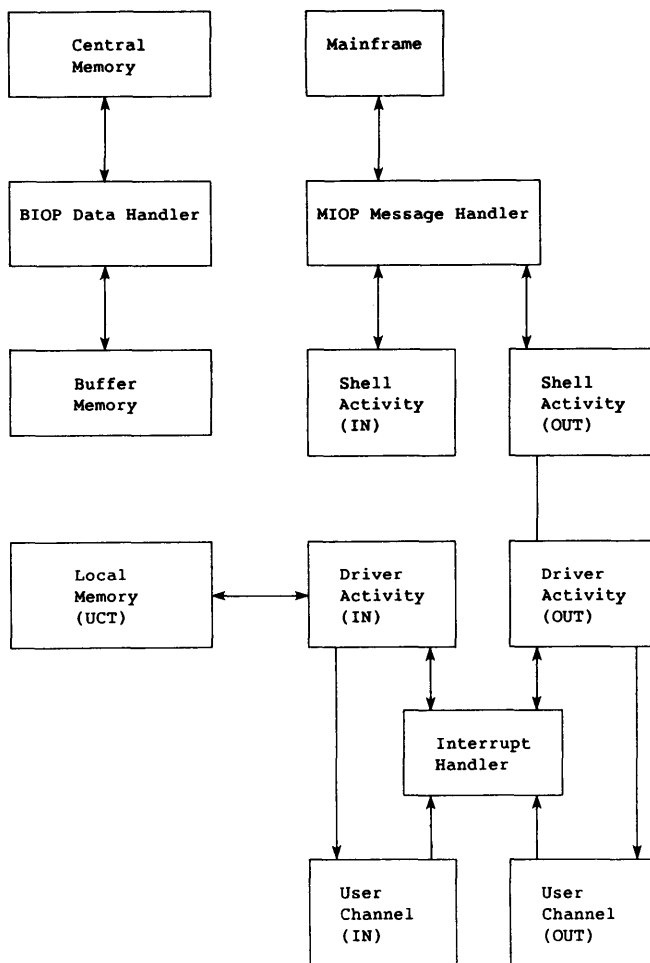 Central
Memory
Mainframe
BIOP Data Handler
MIOP Message Handler
Buffer
Memory
Shell
Activity
(IN)
Shell
Activity
(OUT)
Local
Memory
(UCT)
Driver
Activity
(IN)
Driver
Activity
(OUT)
Interrupt
Handler
User
Channel
(IN)
User
Channel
(OUT)